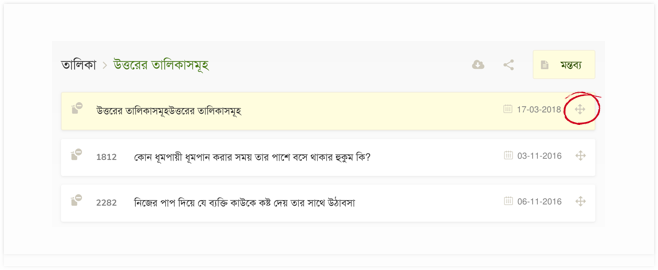 তালিকা > উত্তরের তালিকাসমূহ মন্তব্য
উত্তরের তালিকাসমূহউত্তরের তালিকাসমূহ 17-03-2018
1812 কোন ধূমপায়ী ধূমপান করার সময় তার পাশে বসে থাকার হুকুম কি? 03-11-2016
2282 নিজের পাপ দিয়ে যে ব্যক্তি কাউকে কষ্ট দেয় তার সাথে উঠাবসা 06-11-2016